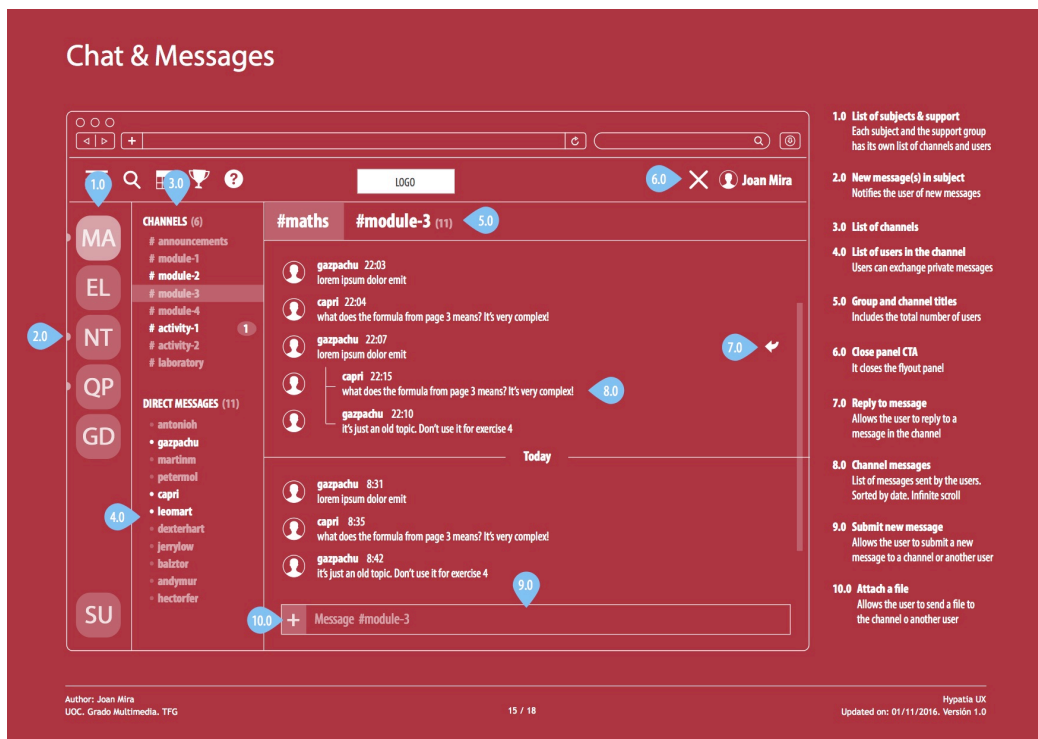 Chat & Messages
1.0
3.0
?
LOGO
6.0
Joan Mira
MA
EL
NT
QP
GD
SU
2.0
CHANNELS (6)
# announcements
# module-1
# module-2
# module-3
# module-4
# activity-1 1
# activity-2
# laboratory
DIRECT MESSAGES (11)
antonioh
gazpachu
martinm
petermol
capri
leomart
4.0
dexterhart
jerrylow
balztor
andymur
hectorfer
#maths #module-3 (11) 5.0
gazpachu 22:03
lorem ipsum dolor emit
capri 22:04
what does the formula from page 3 means? It's very complex!
gazpachu 22:07
lorem ipsum dolor emit
7.0
capri 22:15
what does the formula from page 3 means? It's very complex!
8.0
gazpachu 22:10
it's just an old topic. Don't use it for exercise 4
Today
gazpachu 8:31
lorem ipsum dolor emit
capri 8:35
what does the formula from page 3 means? It's very complex!
gazpachu 8:42
it's just an old topic. Don't use it for exercise 4
9.0
10.0 + Message #module-3
1.0 List of subjects & support
Each subject and the support group
has its own list of channels and users
2.0 New message(s) in subject
Notifies the user of new messages
3.0 List of channels
4.0 List of users in the channel
Users can exchange private messages
5.0 Group and channel titles
Includes the total number of users
6.0 Close panel CTA
It closes the flyout panel
7.0 Reply to message
Allows the user to reply to a
message in the channel
8.0 Channel messages
List of messages sent by the users.
Sorted by date. Infinite scroll
9.0 Submit new message
Allows the user to submit a new
message to a channel or another user
10.0 Attach a file
Allows the user to send a file to
the channel o another user
Author: Joan Mira
UOC. Grado Multimedia. TFG
15 / 18
Hypatia UX
Updated on: 01/11/2016. Versión 1.0